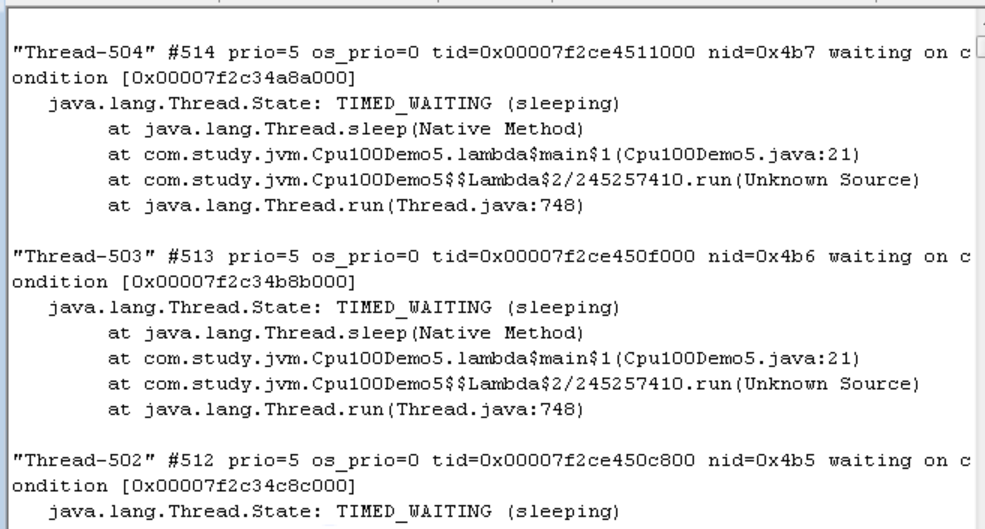 "Thread-504" #514 prio=5 os_prio=0 tid=0x00007f2ce4511000 nid=0x4b7 waiting on c
ondition [0x00007f2c34a8a000]
   java.lang.Thread.State: TIMED_WAITING (sleeping)
        at java.lang.Thread.sleep(Native Method)
        at com.study.jvm.Cpu100Demo5.lambda$main$1(Cpu100Demo5.java:21)
        at com.study.jvm.Cpu100Demo5$$Lambda$2/245257410.run(Unknown Source)
        at java.lang.Thread.run(Thread.java:748)

"Thread-503" #513 prio=5 os_prio=0 tid=0x00007f2ce450f000 nid=0x4b6 waiting on c
ondition [0x00007f2c34b8b000]
   java.lang.Thread.State: TIMED_WAITING (sleeping)
        at java.lang.Thread.sleep(Native Method)
        at com.study.jvm.Cpu100Demo5.lambda$main$1(Cpu100Demo5.java:21)
        at com.study.jvm.Cpu100Demo5$$Lambda$2/245257410.run(Unknown Source)
        at java.lang.Thread.run(Thread.java:748)

"Thread-502" #512 prio=5 os_prio=0 tid=0x00007f2ce450c800 nid=0x4b5 waiting on c
ondition [0x00007f2c34c8c000]
   java.lang.Thread.State: TIMED_WAITING (sleeping)